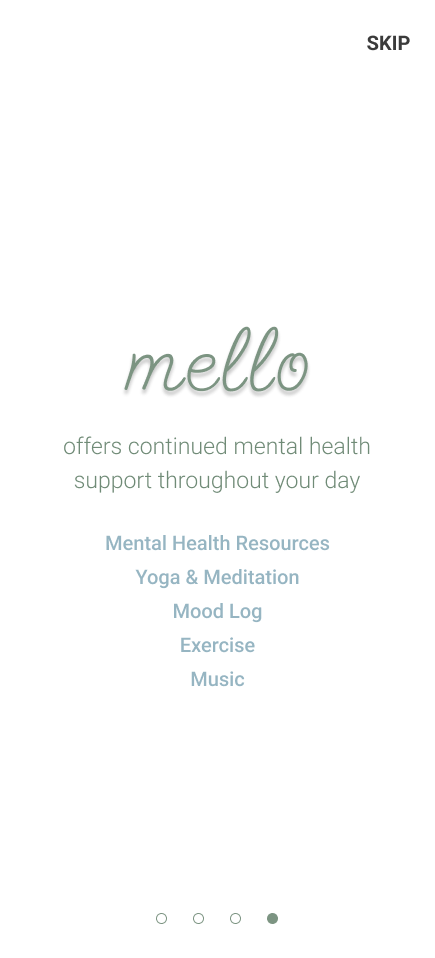 SKIP
mello
offers continued mental health
support throughout your day
Mental Health Resources
Yoga & Meditation
Mood Log
Exercise
Music